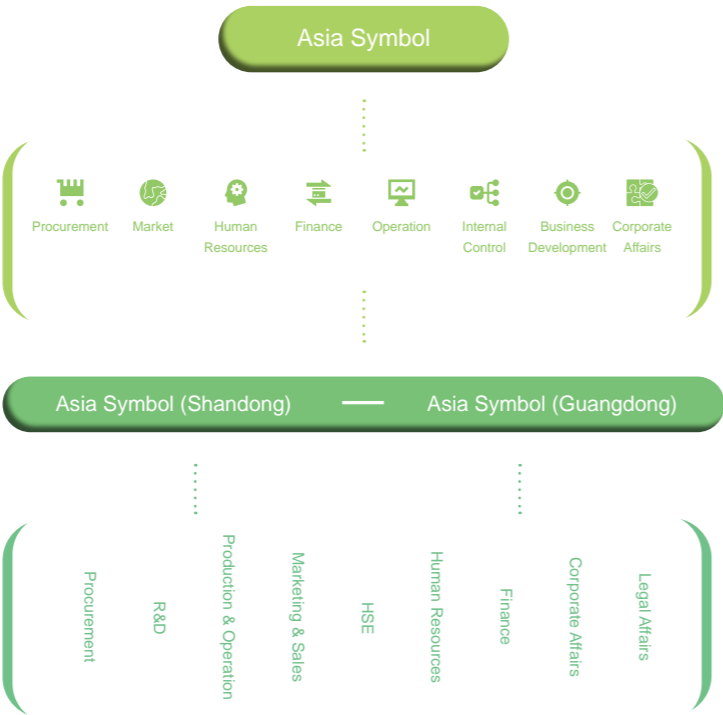 Asia Symbol
Procurement
Market
Human
Resources
Finance
Operation
Internal
Control
Business
Development
Corporate
Affairs
Asia Symbol (Shandong) — Asia Symbol (Guangdong)
Procurement
R&D
Production & Operation
Marketing & Sales
HSE
Human Resources
Finance
Corporate Affairs
Legal Affairs